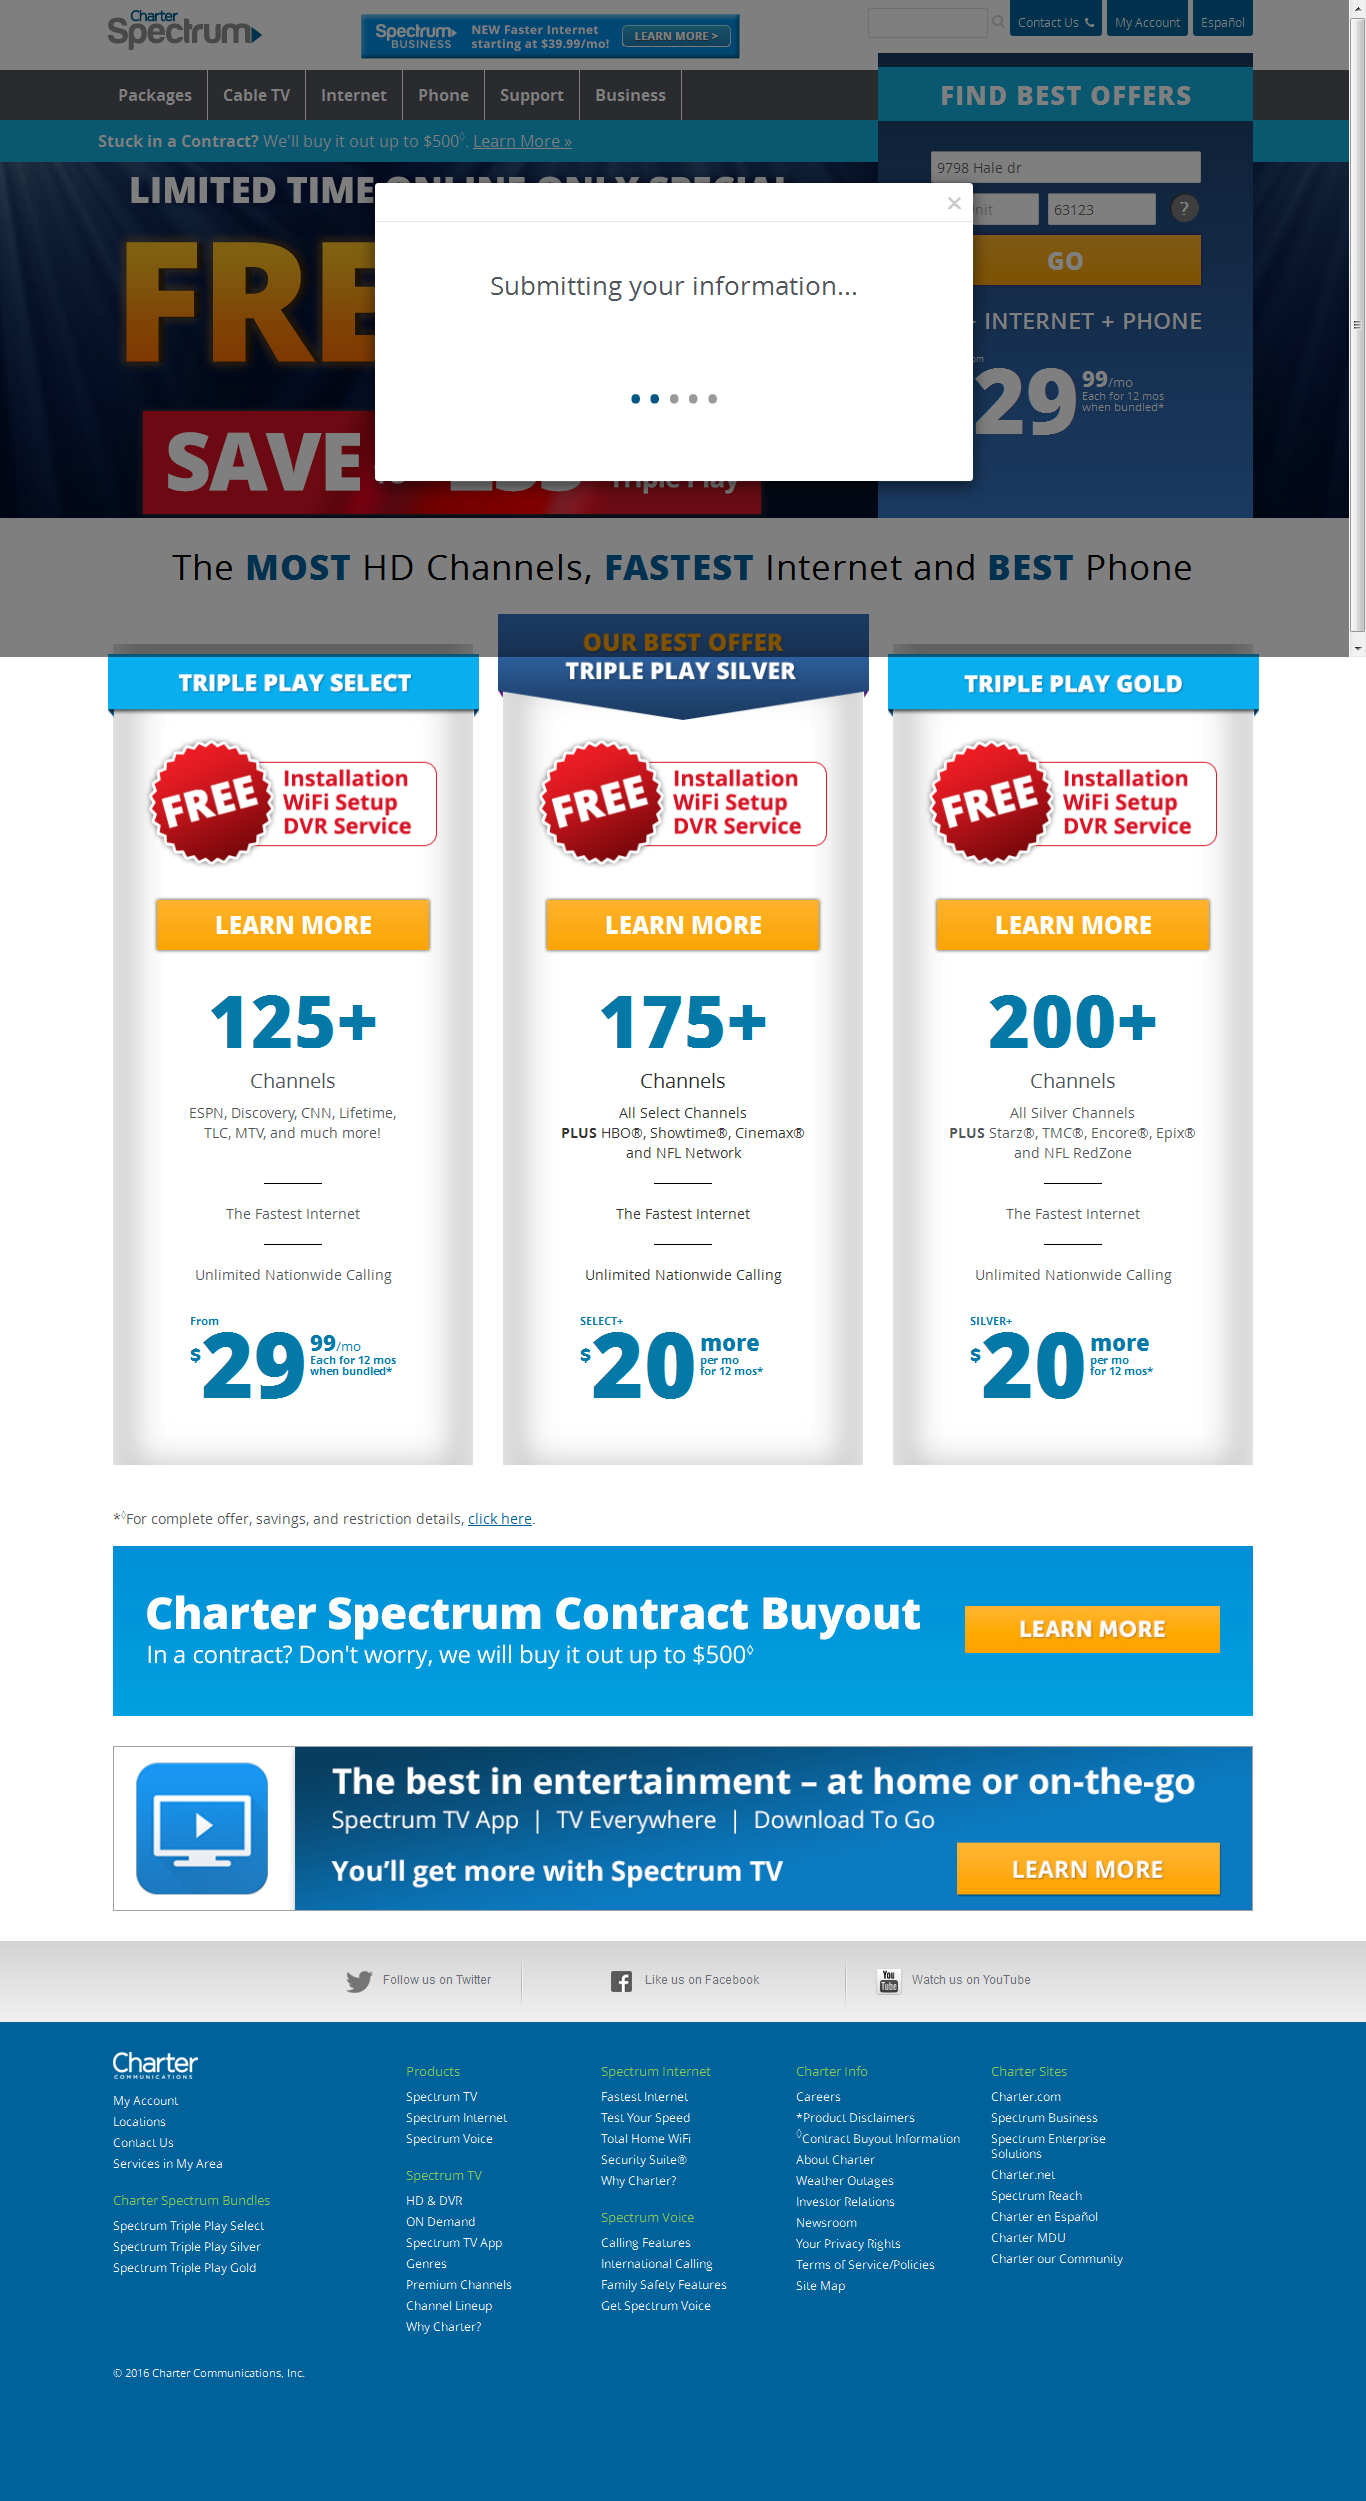 Charter
Spectrum
Spectrum
BUSINESS
NEW Faster Internet
starting at $39.99/mo!
LEARN MORE >
Contact Us
My Account
Español
Packages
Cable TV
Internet
Phone
Support
Business
FIND BEST OFFERS
Stuck in a Contract? We'll buy it out up to $500◊. Learn More »
9798 Hale dr
63123
?
GO
LIMITED TIME
INTERNET + PHONE
29
99/mo
Each for 12 mos
when bundled*
SAVE
Submitting your information...
The MOST HD Channels, FASTEST Internet and BEST Phone
TRIPLE PLAY SELECT
FREE
Installation
WiFi Setup
DVR Service
LEARN MORE
125+
Channels
ESPN, Discovery, CNN, Lifetime,
TLC, MTV, and much more!
The Fastest Internet
Unlimited Nationwide Calling
From
$29
99/mo
Each for 12 mos
when bundled*
OUR BEST OFFER
TRIPLE PLAY SILVER
FREE
Installation
WiFi Setup
DVR Service
LEARN MORE
175+
Channels
All Select Channels
PLUS HBO®, Showtime®, Cinemax®
and NFL Network
The Fastest Internet
Unlimited Nationwide Calling
SELECT+
$20
more
per mo
for 12 mos*
TRIPLE PLAY GOLD
FREE
Installation
WiFi Setup
DVR Service
LEARN MORE
200+
Channels
All Silver Channels
PLUS Starz®, TMC®, Encore®, Epix®
and NFL RedZone
The Fastest Internet
Unlimited Nationwide Calling
SILVER+
$20
more
per mo
for 12 mos*
*◊For complete offer, savings, and restriction details, click here.
Charter Spectrum Contract Buyout
In a contract? Don't worry, we will buy it out up to $500◊
LEARN MORE
The best in entertainment – at home or on-the-go
Spectrum TV App | TV Everywhere | Download To Go
You'll get more with Spectrum TV
LEARN MORE
Follow us on Twitter
Like us on Facebook
You
Tube
Watch us on YouTube
Charter
COMMUNICATIONS
My Account
Locations
Contact Us
Services in My Area
Charter Spectrum Bundles
Spectrum Triple Play Select
Spectrum Triple Play Silver
Spectrum Triple Play Gold
Products
Spectrum TV
Spectrum Internet
Spectrum Voice
Spectrum TV
HD & DVR
ON Demand
Spectrum TV App
Genres
Premium Channels
Channel Lineup
Why Charter?
Spectrum Internet
Fastest Internet
Test Your Speed
Total Home WiFi
Security Suite®
Why Charter?
Spectrum Voice
Calling Features
International Calling
Family Safety Features
Get Spectrum Voice
Charter Info
Careers
*Product Disclaimers
◊Contract Buyout Information
About Charter
Weather Outages
Investor Relations
Newsroom
Your Privacy Rights
Terms of Service/Policies
Site Map
Charter Sites
Charter.com
Spectrum Business
Spectrum Enterprise
Solutions
Charter.net
Spectrum Reach
Charter en Español
Charter MDU
Charter our Community
© 2016 Charter Communications, Inc.